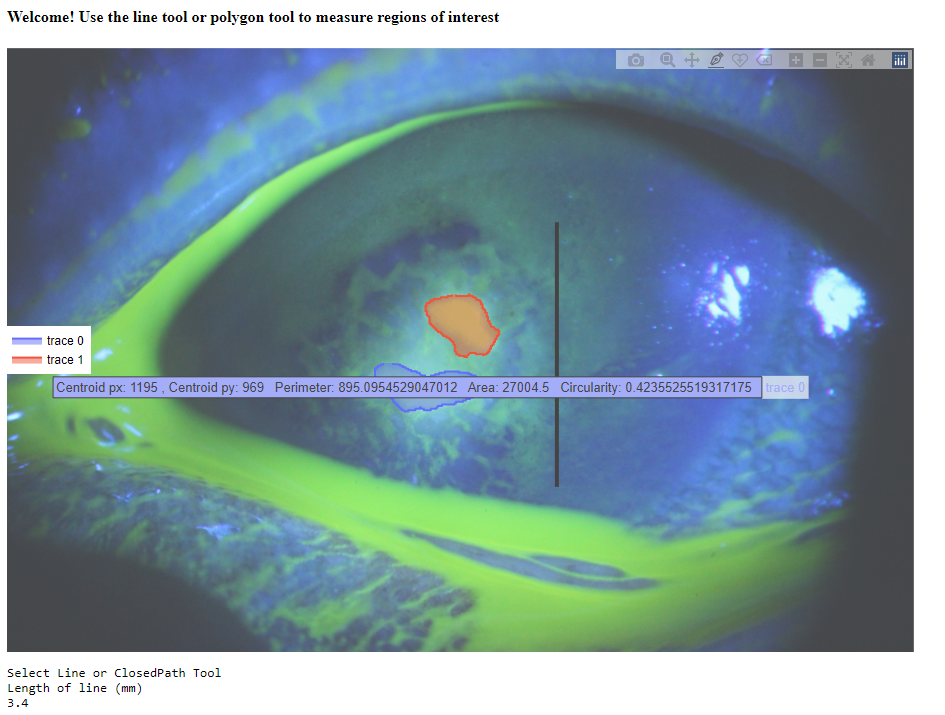 Welcome! Use the line tool or polygon tool to measure regions of interest
trace 0
trace 1
Centroid px: 1195 , Centroid py: 969 Perimeter: 895.0954529047012 Area: 27004.5 Circularity: 0.4235525519317175 trace 0
Select Line or ClosedPath Tool
Length of line (mm)
3.4